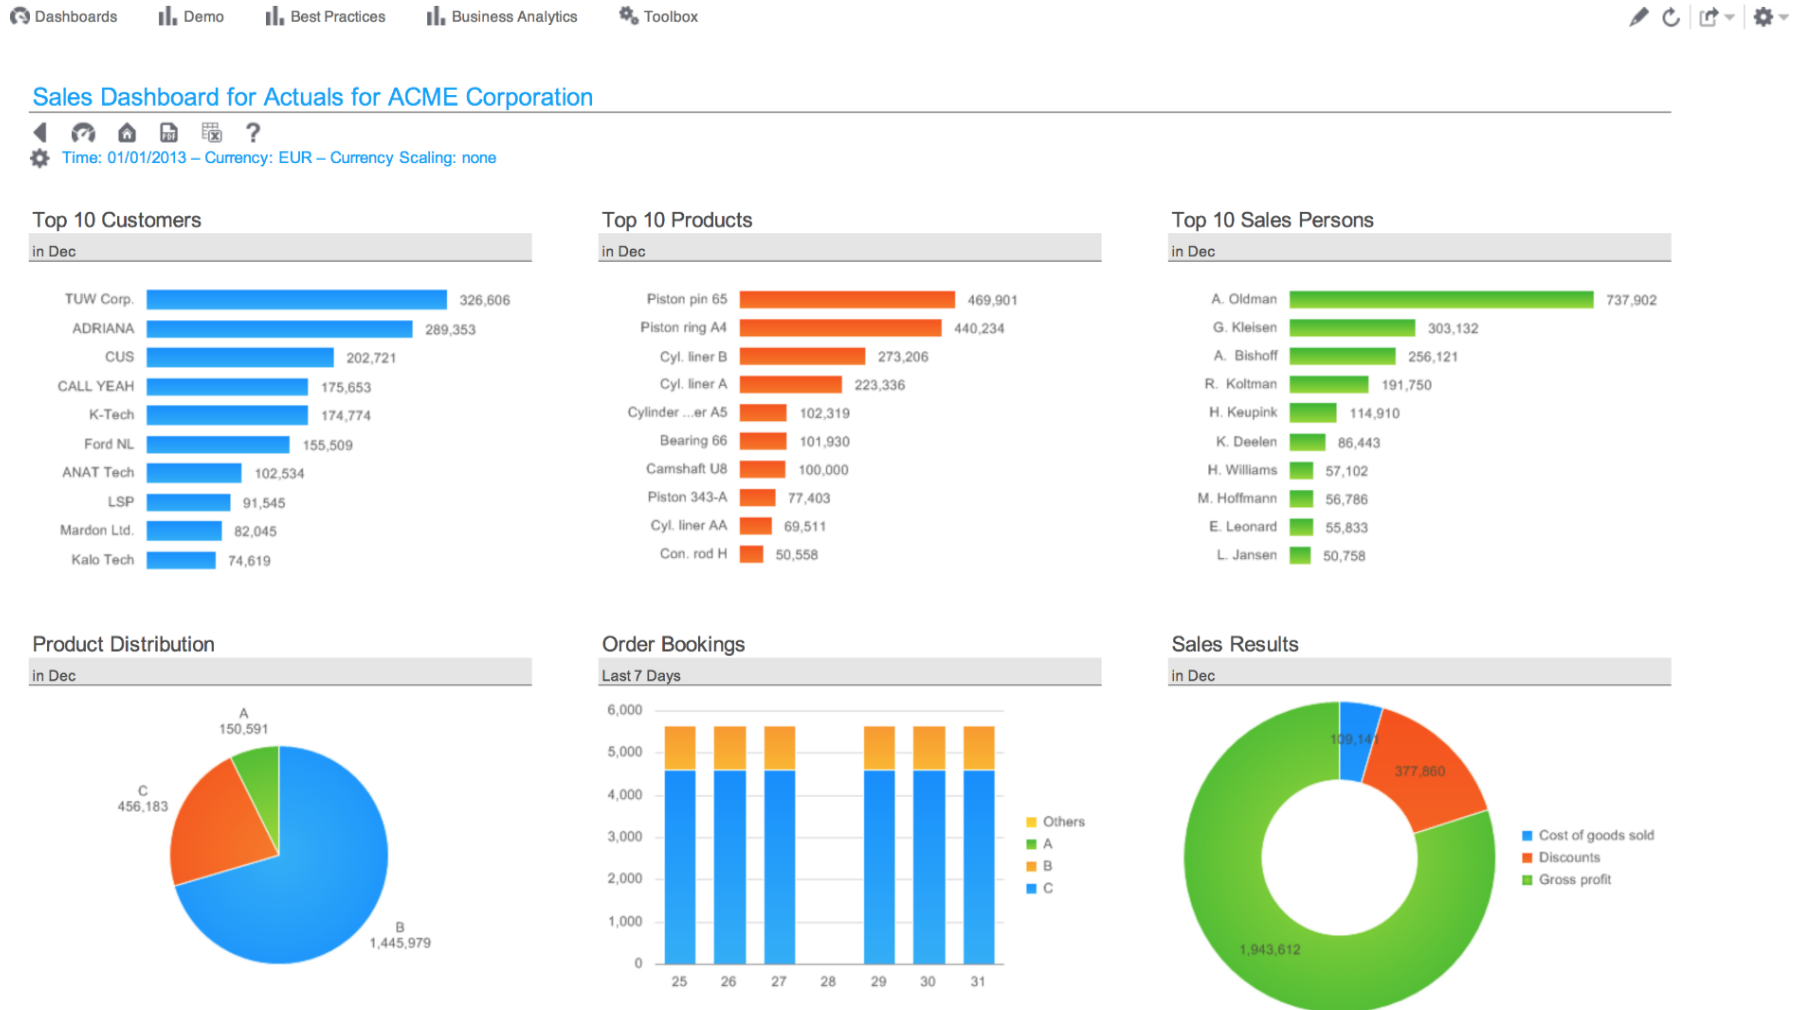 Dashboards Demo Best Practices Business Analytics Toolbox
Sales Dashboard for Actuals for ACME Corporation
PDF
X
?
Time: 01/01/2013 – Currency: EUR – Currency Scaling: none
Top 10 Customers
in Dec
TUW Corp. 326,606
ADRIANA 289,353
CUS 202,721
CALL YEAH 175,653
K-Tech 174,774
Ford NL 155,509
ANAT Tech 102,534
LSP 91,545
Mardon Ltd. 82,045
Kalo Tech 74,619
Top 10 Products
in Dec
Piston pin 65 469,901
Piston ring A4 440,234
Cyl. liner B 273,206
Cyl. liner A 223,336
Cylinder ...er A5 102,319
Bearing 66 101,930
Camshaft U8 100,000
Piston 343-A 77,403
Cyl. liner AA 69,511
Con. rod H 50,558
Top 10 Sales Persons
in Dec
A. Oldman 737,902
G. Kleisen 303,132
A. Bishoff 256,121
R. Koltman 191,750
H. Keupink 114,910
K. Deelen 86,443
H. Williams 57,102
M. Hoffmann 56,786
E. Leonard 55,833
L. Jansen 50,758
Product Distribution
in Dec
A
150,591
C
456,183
B
1,445,979
Order Bookings
Last 7 Days
6,000
5,000
4,000
3,000
2,000
1,000
0
25 26 27 28 29 30 31
Others
A
B
C
Sales Results
in Dec
109,141
377,860
1,943,612
Cost of goods sold
Discounts
Gross profit